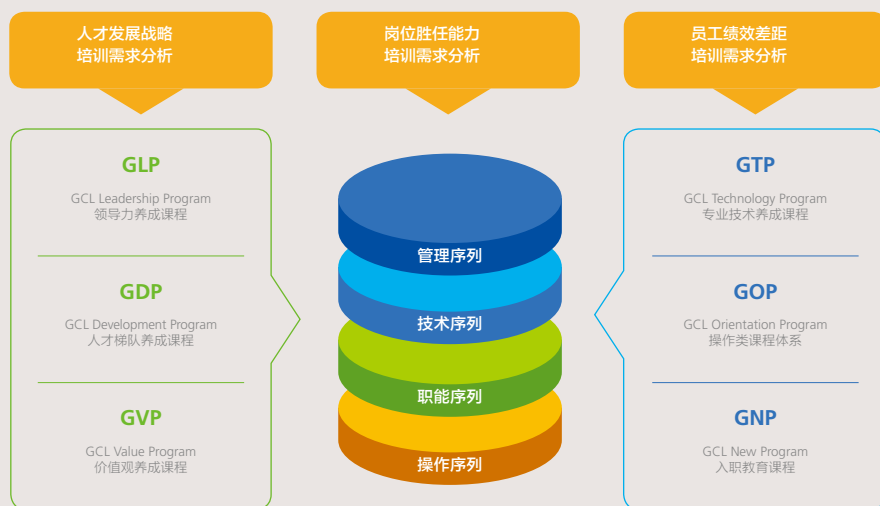 人才发展战略
培训需求分析
岗位胜任能力
培训需求分析
员工绩效差距
培训需求分析
GLP
GCL Leadership Program
领导力养成课程
GDP
GCL Development Program
人才梯队养成课程
GVP
GCL Value Program
价值观养成课程
管理序列
技术序列
职能序列
操作序列
GTP
GCL Technology Program
专业技术养成课程
GOP
GCL Orientation Program
操作类课程体系
GNP
GCL New Program
入职教育课程